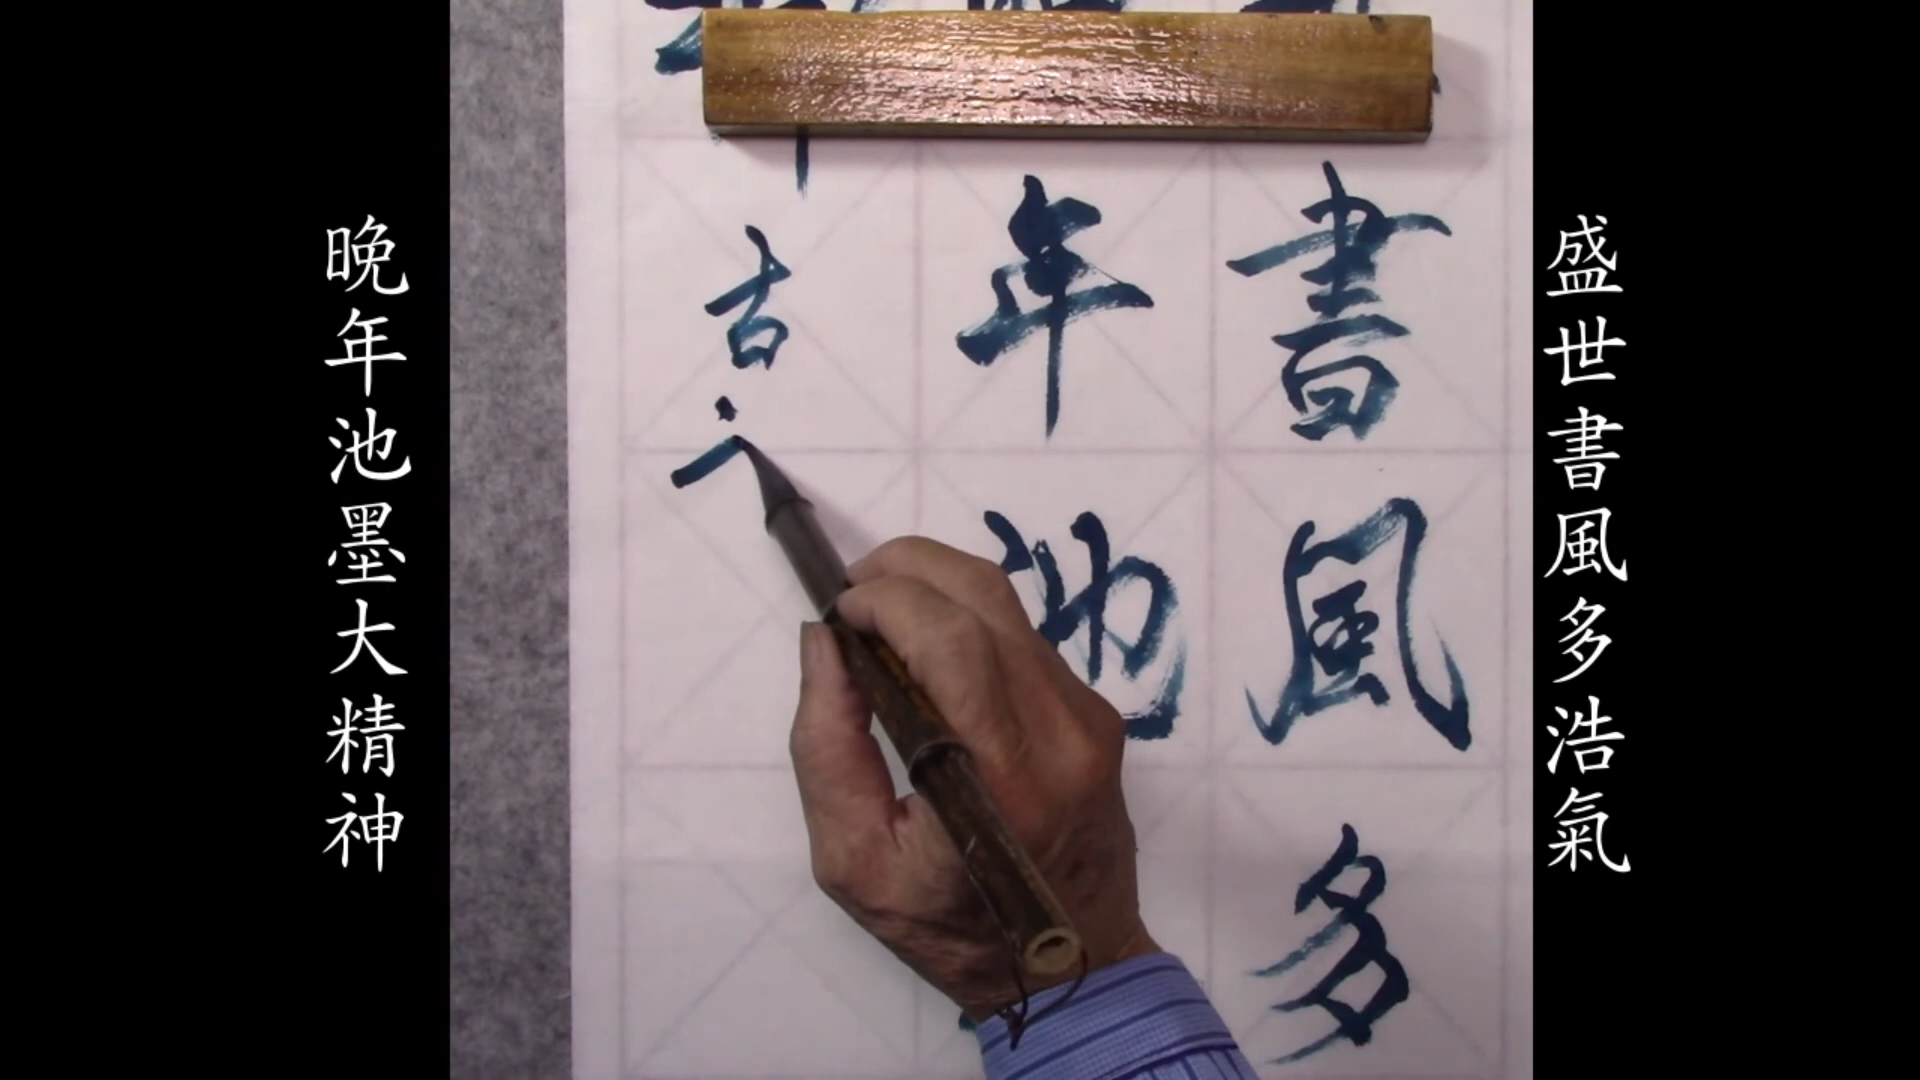 盛世書風多浩氣
書風多
年池
古
晚年池墨大精神